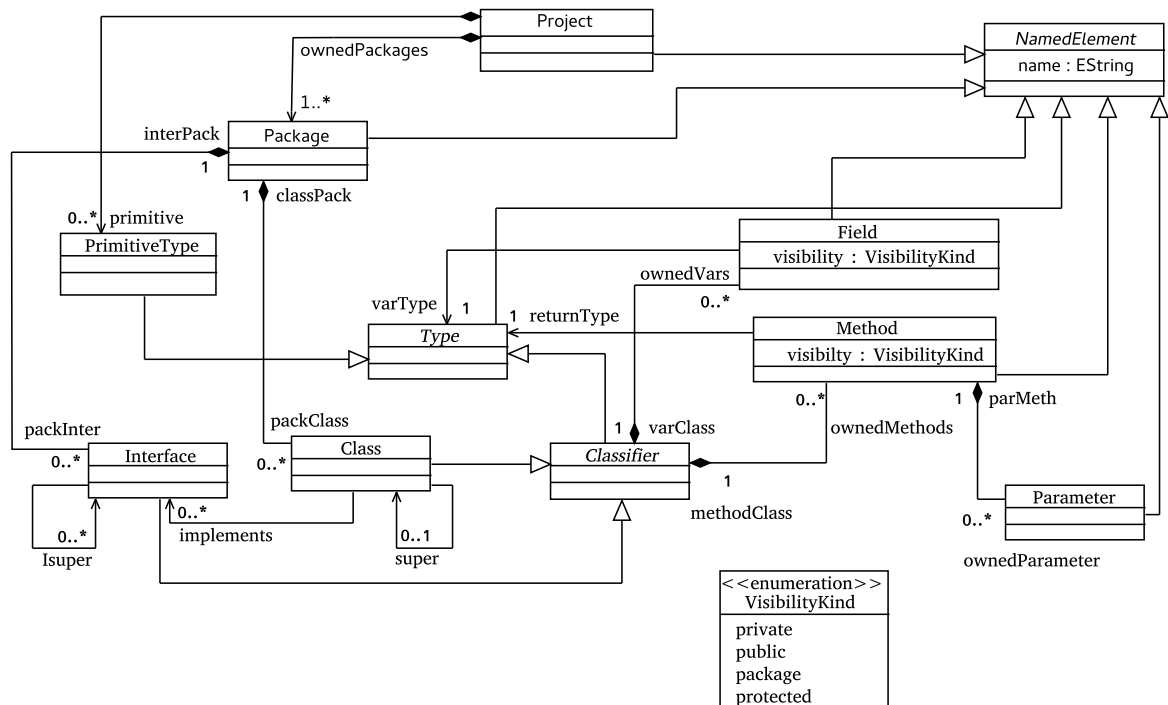 Project
NamedElement
name : EString
ownedPackages
1..*
interPack
Package
1
1
classPack
0..*
primitive
PrimitiveType
Field
visibility : VisibilityKind
ownedVars
0..*
varType
1
1
returnType
Type
Method
visibilty : VisibilityKind
0..*
1
parMeth
packInter
packClass
1
varClass
ownedMethods
0..*
Interface
0..*
Class
Classifier
1
methodClass
Parameter
0..*
ownedParameter
0..*
Isuper
0..*
implements
0..1
super
<<enumeration>>
VisibilityKind
private
public
package
protected